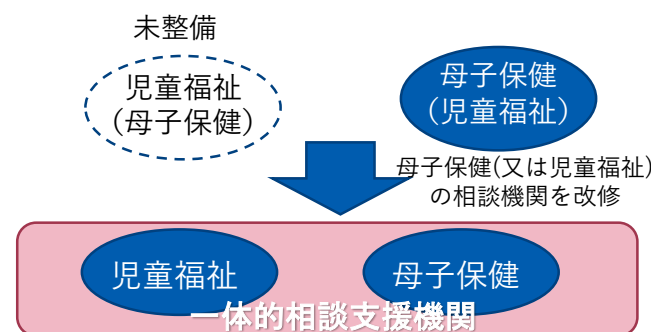 未整備
児童福祉
(母子保健)
母子保健
(児童福祉)
母子保健(又は児童福祉)
の相談機関を改修
児童福祉
母子保健
一体的相談支援機関